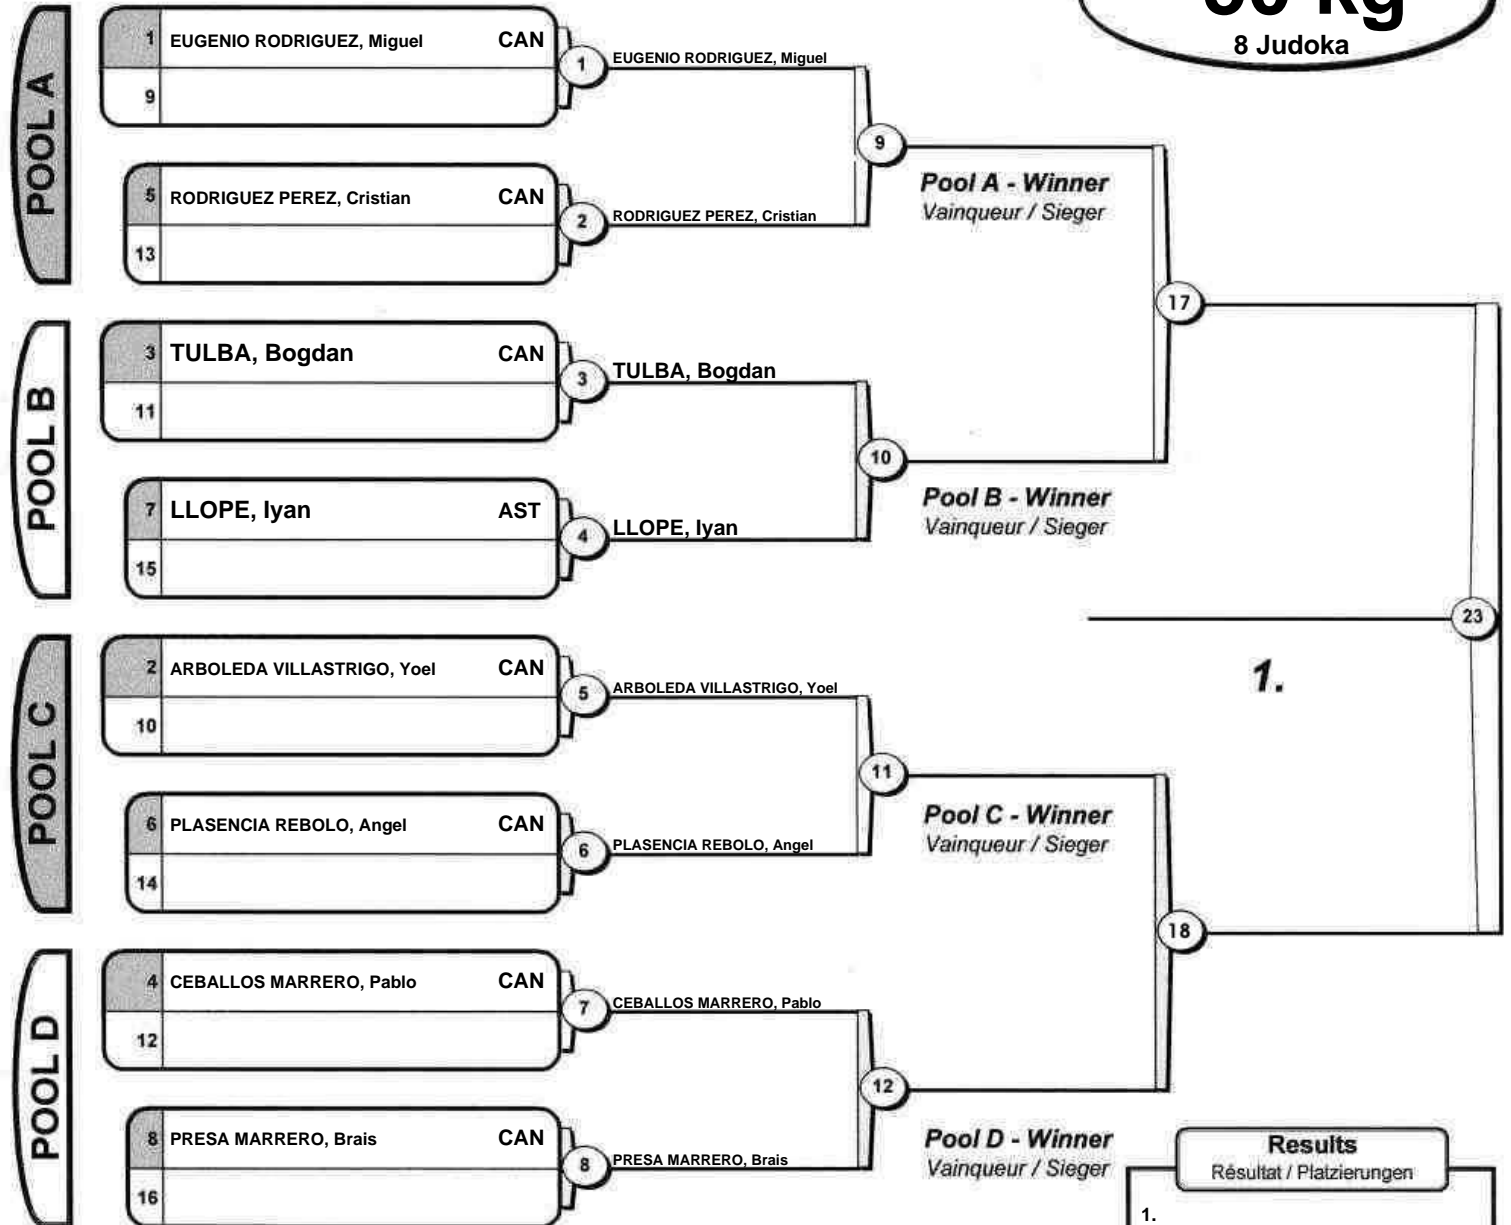 kg
8 Judoka
POOL A
1 EUGENIO RODRIGUEZ, Miguel CAN
9
1 EUGENIO RODRIGUEZ, Miguel
5 RODRIGUEZ PEREZ, Cristian CAN
13
2 RODRIGUEZ PEREZ, Cristian
9
Pool A - Winner
Vainqueur / Sieger
POOL B
3 TULBA, Bogdan CAN
11
3 TULBA, Bogdan
7 LLOPE, Iyan AST
15
4 LLOPE, Iyan
10
Pool B - Winner
Vainqueur / Sieger
17
23
1.
POOL C
2 ARBOLEDA VILLASTRIGO, Yoel CAN
10
5 ARBOLEDA VILLASTRIGO, Yoel
6 PLASENCIA REBOLO, Angel CAN
14
6 PLASENCIA REBOLO, Angel
11
Pool C - Winner
Vainqueur / Sieger
18
POOL D
4 CEBALLOS MARRERO, Pablo CAN
12
7 CEBALLOS MARRERO, Pablo
8 PRESA MARRERO, Brais CAN
16
8 PRESA MARRERO, Brais
12
Pool D - Winner
Vainqueur / Sieger
Results
Résultat / Platzierungen
1.